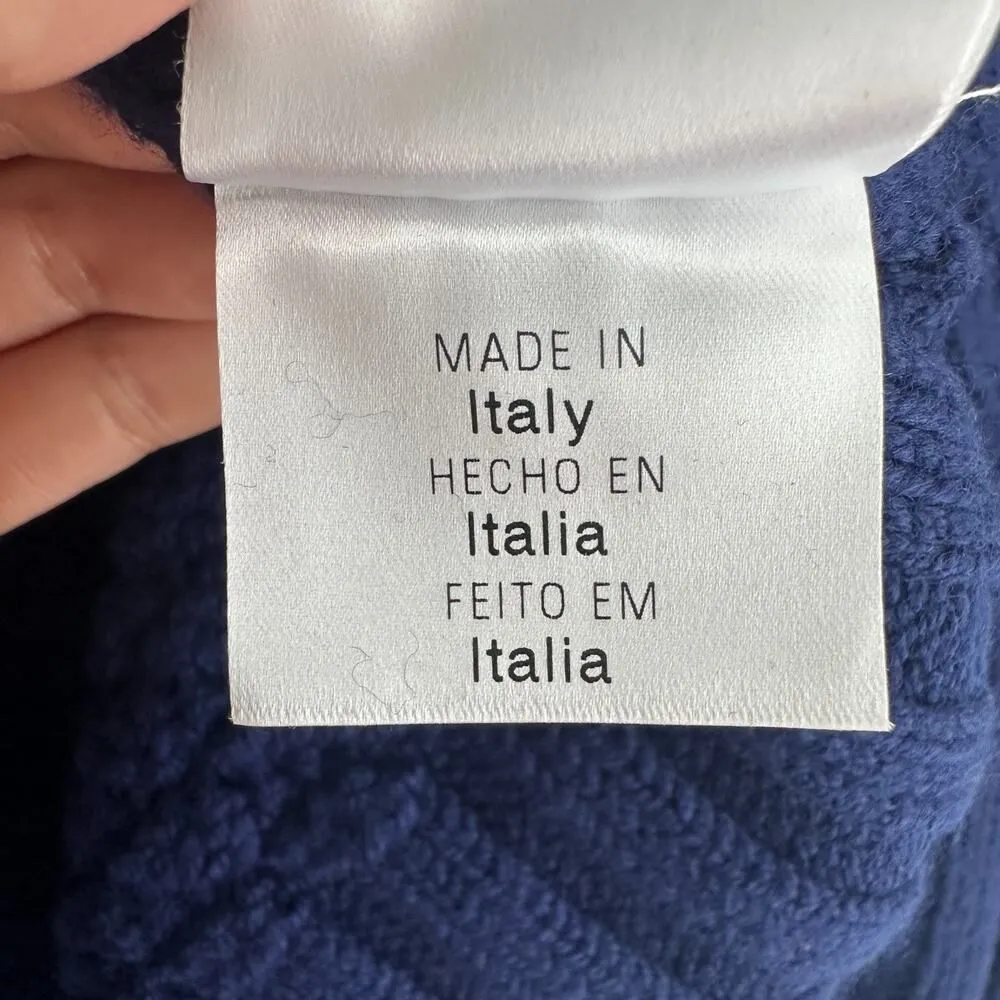 MADE IN
Italy
HECHO EN
Italia
FEITO EM
Italia